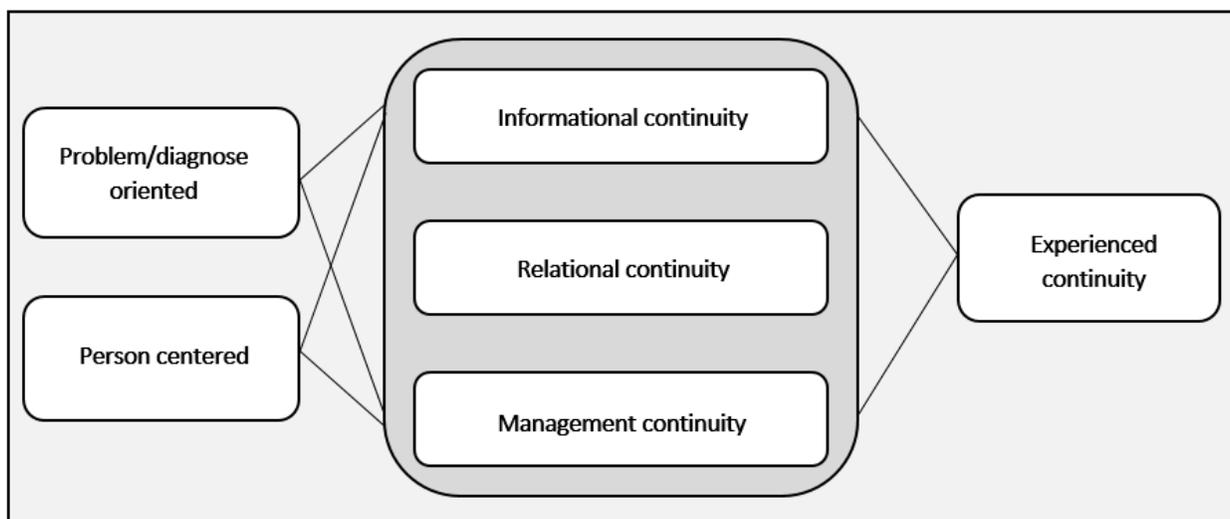 Problem/diagnose
oriented
Person centered
Informational continuity
Relational continuity
Management continuity
Experienced
continuity